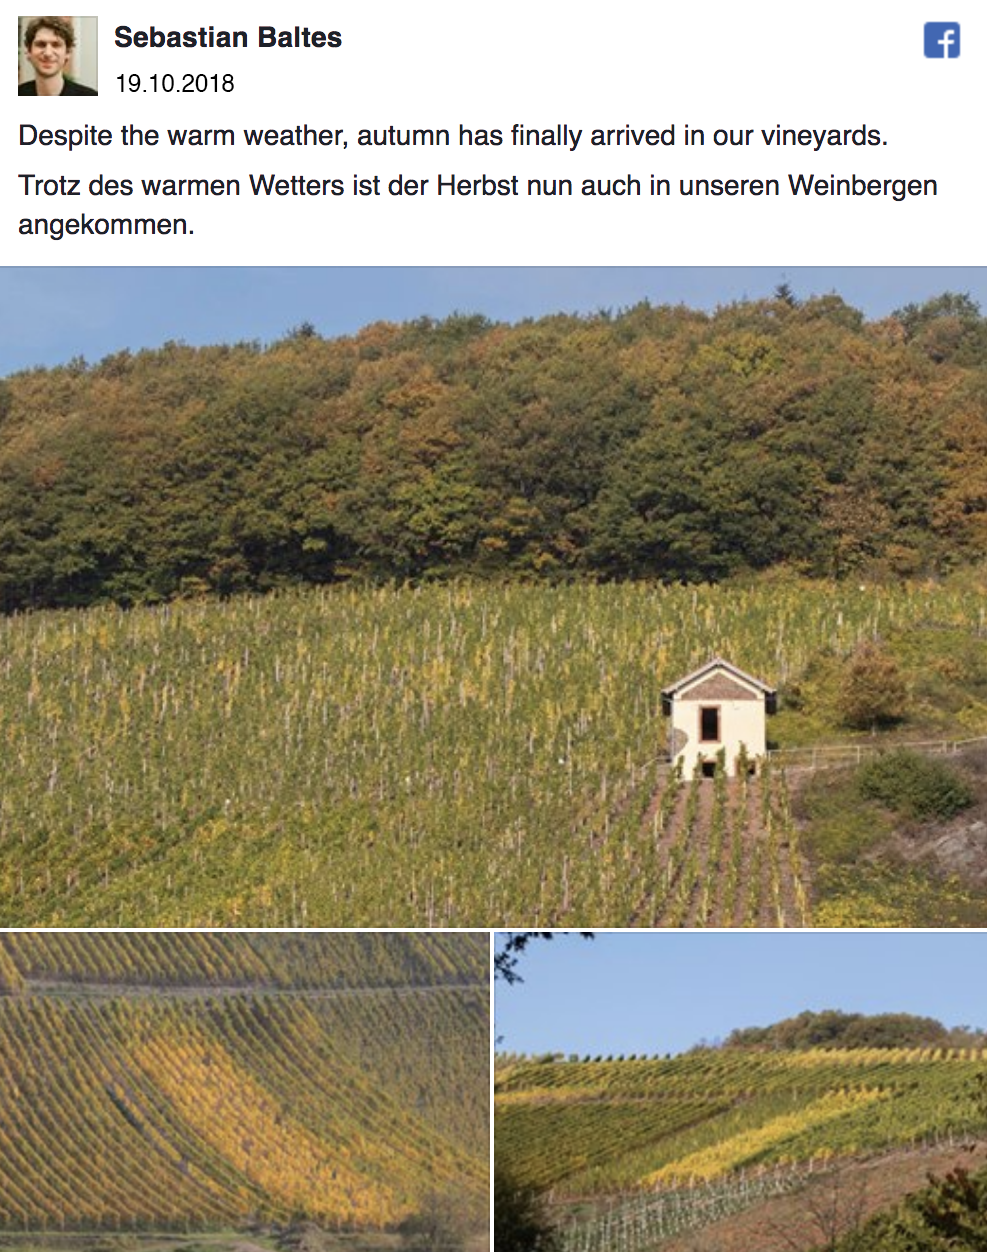 Sebastian Baltes
19.10.2018
Despite the warm weather, autumn has finally arrived in our vineyards.
Trotz des warmen Wetters ist der Herbst nun auch in unseren Weinbergen
angekommen.